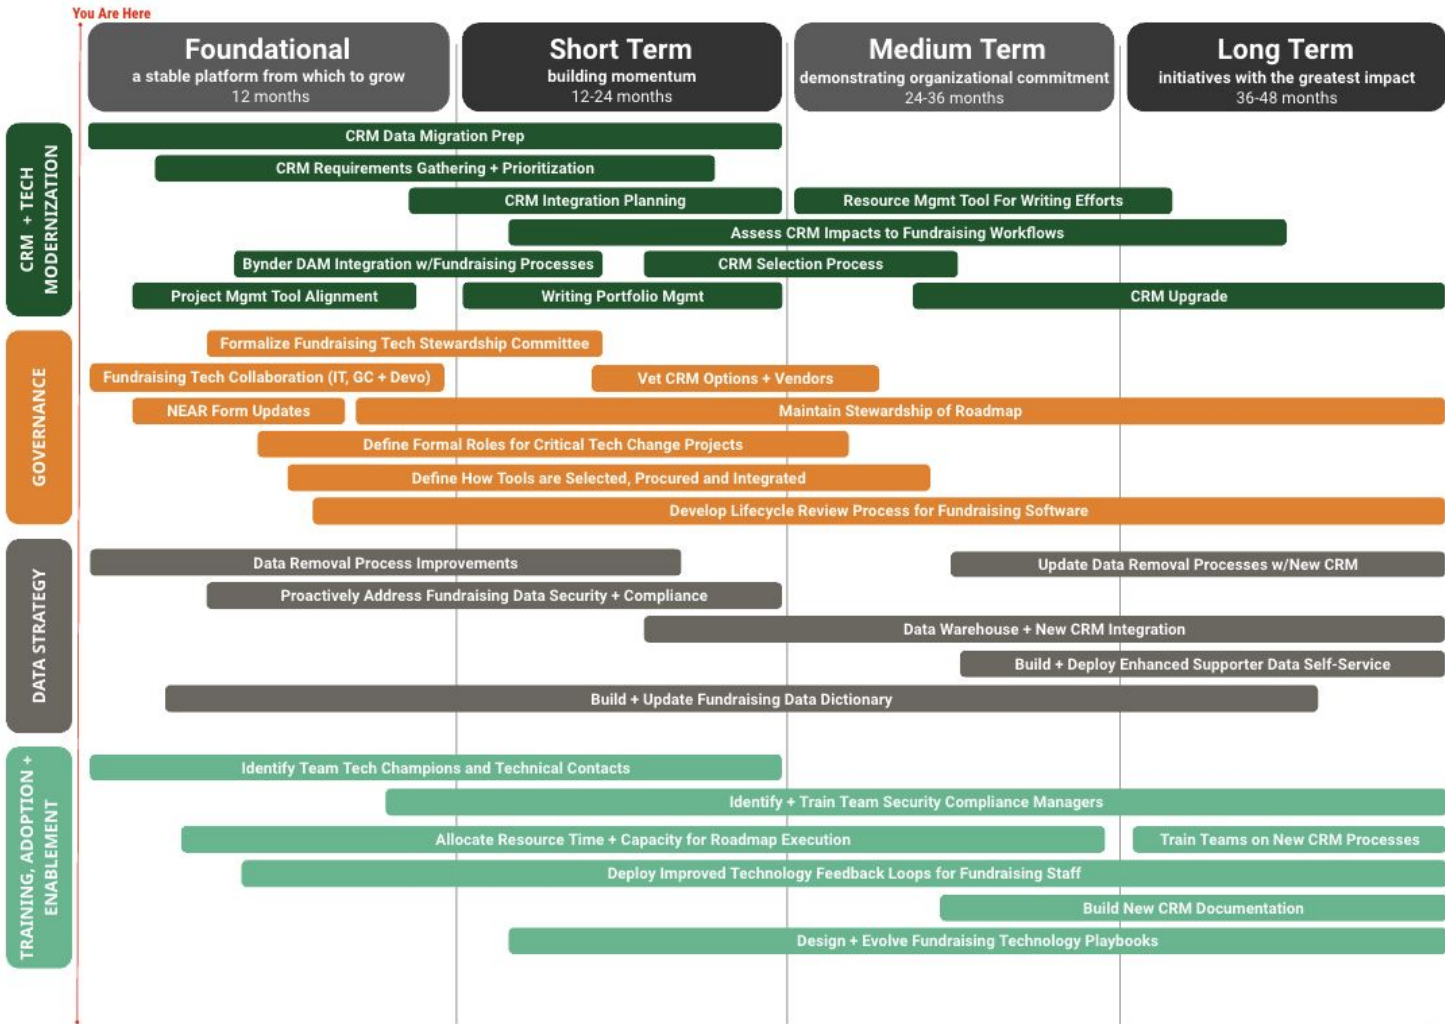 You Are Here
Foundational
a stable platform from which to grow
12 months
Short Term
building momentum
12-24 months
Medium Term
demonstrating organizational commitment
24-36 months
Long Term
initiatives with the greatest impact
36-48 months
CRM + TECH
MODERNIZATION
CRM Data Migration Prep
CRM Requirements Gathering + Prioritization
CRM Integration Planning
Resource Mgmt Tool For Writing Efforts
Assess CRM Impacts to Fundraising Workflows
Bynder DAM Integration w/Fundraising Processes
CRM Selection Process
Project Mgmt Tool Alignment
Writing Portfolio Mgmt
CRM Upgrade
GOVERNANCE
Formalize Fundraising Tech Stewardship Committee
Fundraising Tech Collaboration (IT, GC + Devo)
Vet CRM Options + Vendors
NEAR Form Updates
Maintain Stewardship of Roadmap
Define Formal Roles for Critical Tech Change Projects
Define How Tools are Selected, Procured and Integrated
Develop Lifecycle Review Process for Fundraising Software
DATA STRATEGY
Data Removal Process Improvements
Update Data Removal Processes w/New CRM
Proactively Address Fundraising Data Security + Compliance
Data Warehouse + New CRM Integration
Build + Deploy Enhanced Supporter Data Self-Service
Build + Update Fundraising Data Dictionary
TRAINING, ADOPTION +
ENABLEMENT
Identify Team Tech Champions and Technical Contacts
Identify + Train Team Security Compliance Managers
Allocate Resource Time + Capacity for Roadmap Execution
Train Teams on New CRM Processes
Deploy Improved Technology Feedback Loops for Fundraising Staff
Build New CRM Documentation
Design + Evolve Fundraising Technology Playbooks